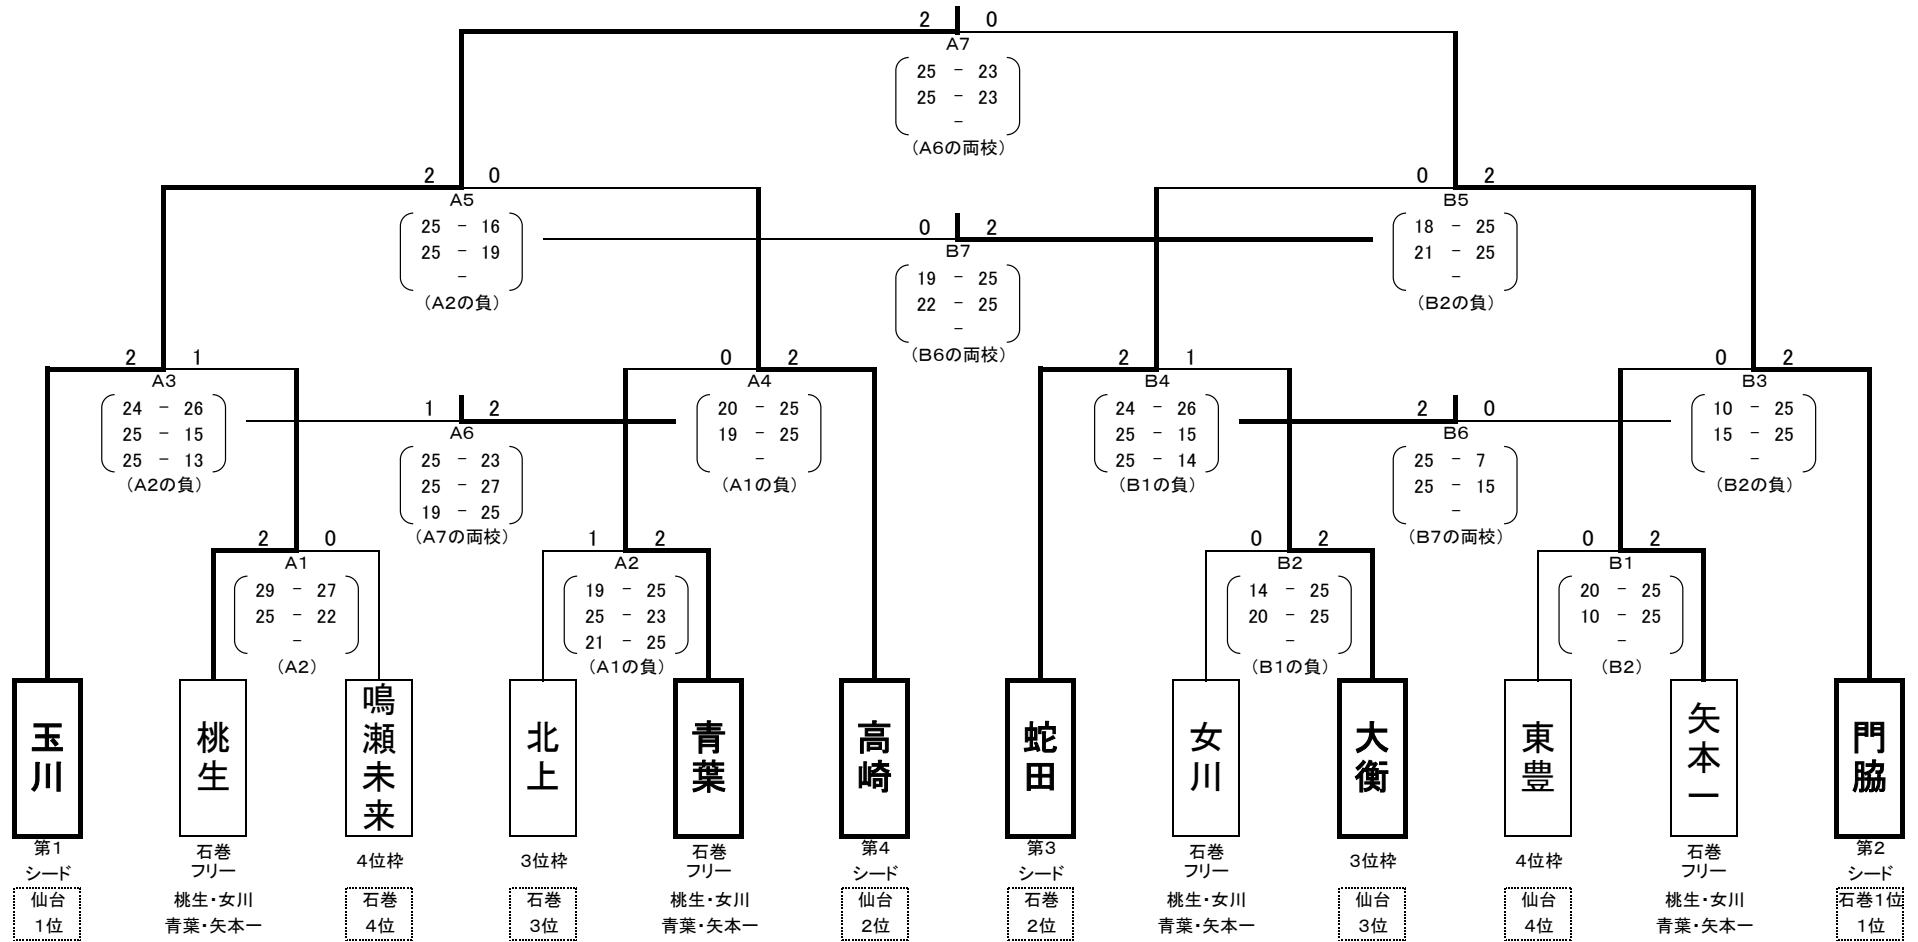 2 0
A7
25 - 23
25 - 23
-
(A6の両校)
2 0
A5
25 - 16
25 - 19
-
(A2の負)
0 2
B7
19 - 25
22 - 25
-
(B6の両校)
0 2
B5
18 - 25
21 - 25
-
(B2の負)
2 1
A3
24 - 26
25 - 15
25 - 13
(A2の負)
1 2
A6
25 - 23
25 - 27
19 - 25
(A7の両校)
0 2
A4
20 - 25
19 - 25
-
(A1の負)
2 1
B4
24 - 26
25 - 15
25 - 14
(B1の負)
2 0
B6
25 - 7
25 - 15
-
(B7の両校)
0 2
B3
10 - 25
15 - 25
-
(B2の負)
2 0
A1
29 - 27
25 - 22
-
(A2)
1 2
A2
19 - 25
25 - 23
21 - 25
(A1の負)
0 2
B2
14 - 25
20 - 25
-
(B1の負)
0 2
B1
20 - 25
10 - 25
-
(B2)
玉川
第1
シード
仙台
1位
桃生
石巻
フリー
桃生・女川
青葉・矢本一
鳴瀬未来
4位枠
石巻
4位
北上
3位枠
石巻
3位
青葉
石巻
フリー
桃生・女川
青葉・矢本一
高崎
第4
シード
仙台
2位
蛇田
第3
シード
石巻
2位
女川
石巻
フリー
桃生・女川
青葉・矢本一
大衡
3位枠
仙台
3位
東豊
4位枠
仙台
4位
矢本一
石巻
フリー
桃生・女川
青葉・矢本一
門脇
第2
シード
石巻1位
1位